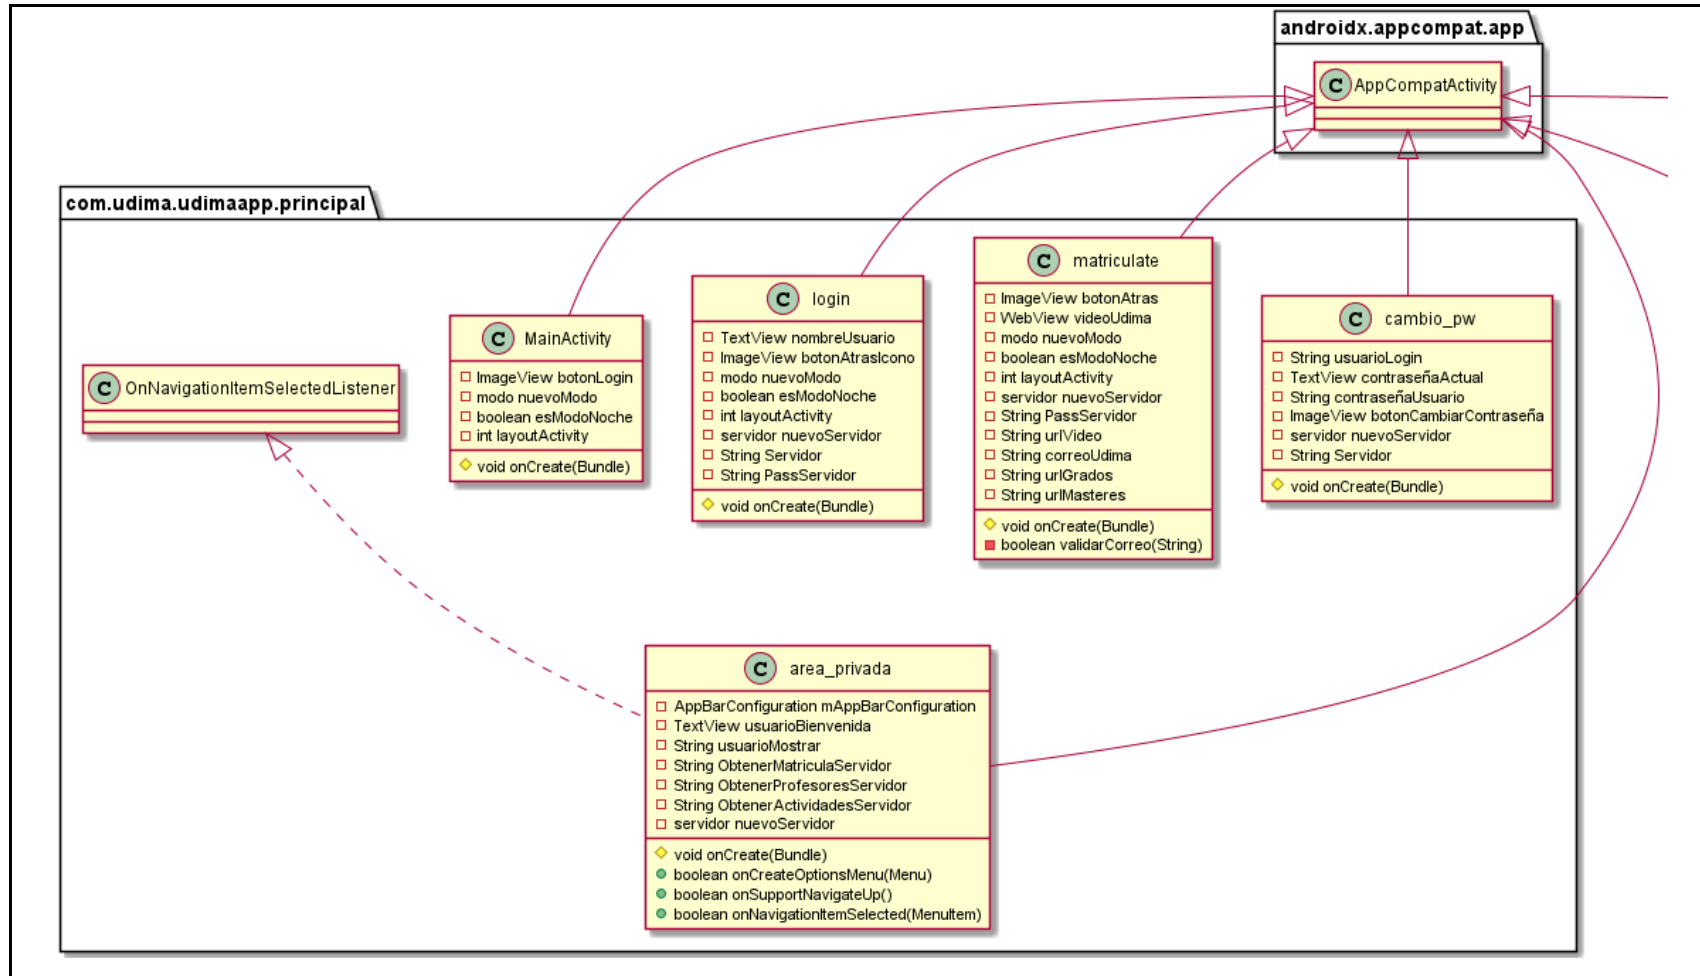 androidx.appcompat.app
C AppCompatActivity
com.udima.udimaapp.principal
C OnNavigationItemSelectedListener
C MainActivity
ImageView botonLogin
modo nuevoModo
boolean esModoNoche
int layoutActivity
void onCreate(Bundle)
C login
TextView nombreUsuario
ImageView botonAtrasIcono
modo nuevoModo
boolean esModoNoche
int layoutActivity
servidor nuevoServidor
String Servidor
String PassServidor
void onCreate(Bundle)
C matriculate
ImageView botonAtras
WebView videoUdima
modo nuevoModo
boolean esModoNoche
int layoutActivity
servidor nuevoServidor
String PassServidor
String urlVideo
String correoUdima
String urlGrados
String urlMasteres
void onCreate(Bundle)
boolean validarCorreo(String)
C cambio_pw
String usuarioLogin
TextView contraseñaActual
String contraseñaUsuario
ImageView botonCambiarContraseña
servidor nuevoServidor
String Servidor
void onCreate(Bundle)
C area_privada
AppBarConfiguration mAppBarConfiguration
TextView usuarioBienvenida
String usuarioMostrar
String ObtenerMatriculaServidor
String ObtenerProfesoresServidor
String ObtenerActividadesServidor
servidor nuevoServidor
void onCreate(Bundle)
boolean onCreateOptionsMenu(Menu)
boolean onSupportNavigateUp()
boolean onNavigationItemSelected(MenuItem)